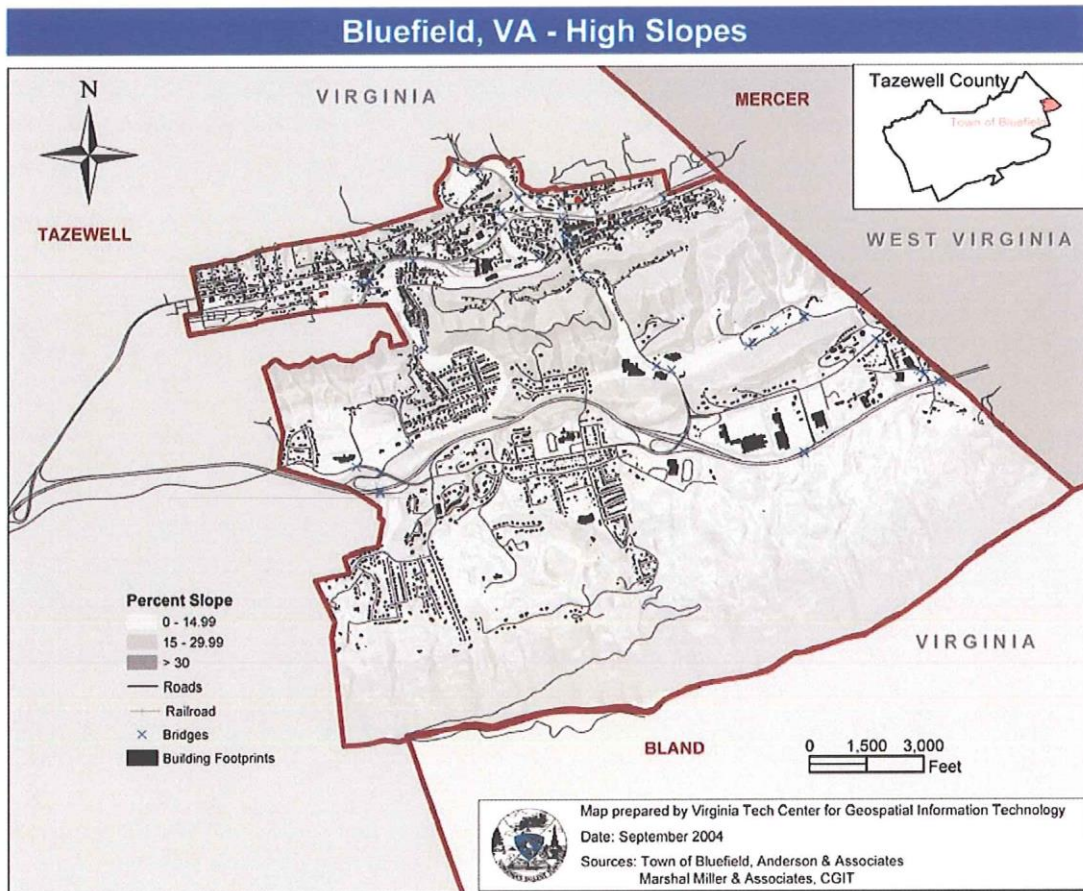 Bluefield, VA - High Slopes
N
VIRGINIA
MERCER
Tazewell County
Town of Bluefield
TAZEWELL
WEST VIRGINIA
Percent Slope
0 - 14.99
15 - 29.99
> 30
Roads
Railroad
Bridges
Building Footprints
VIRGINIA
BLAND
0 1,500 3,000
Feet
Map prepared by Virginia Tech Center for Geospatial Information Technology
Date: September 2004
Sources: Town of Bluefield, Anderson & Associates
Marshal Miller & Associates, CGIT